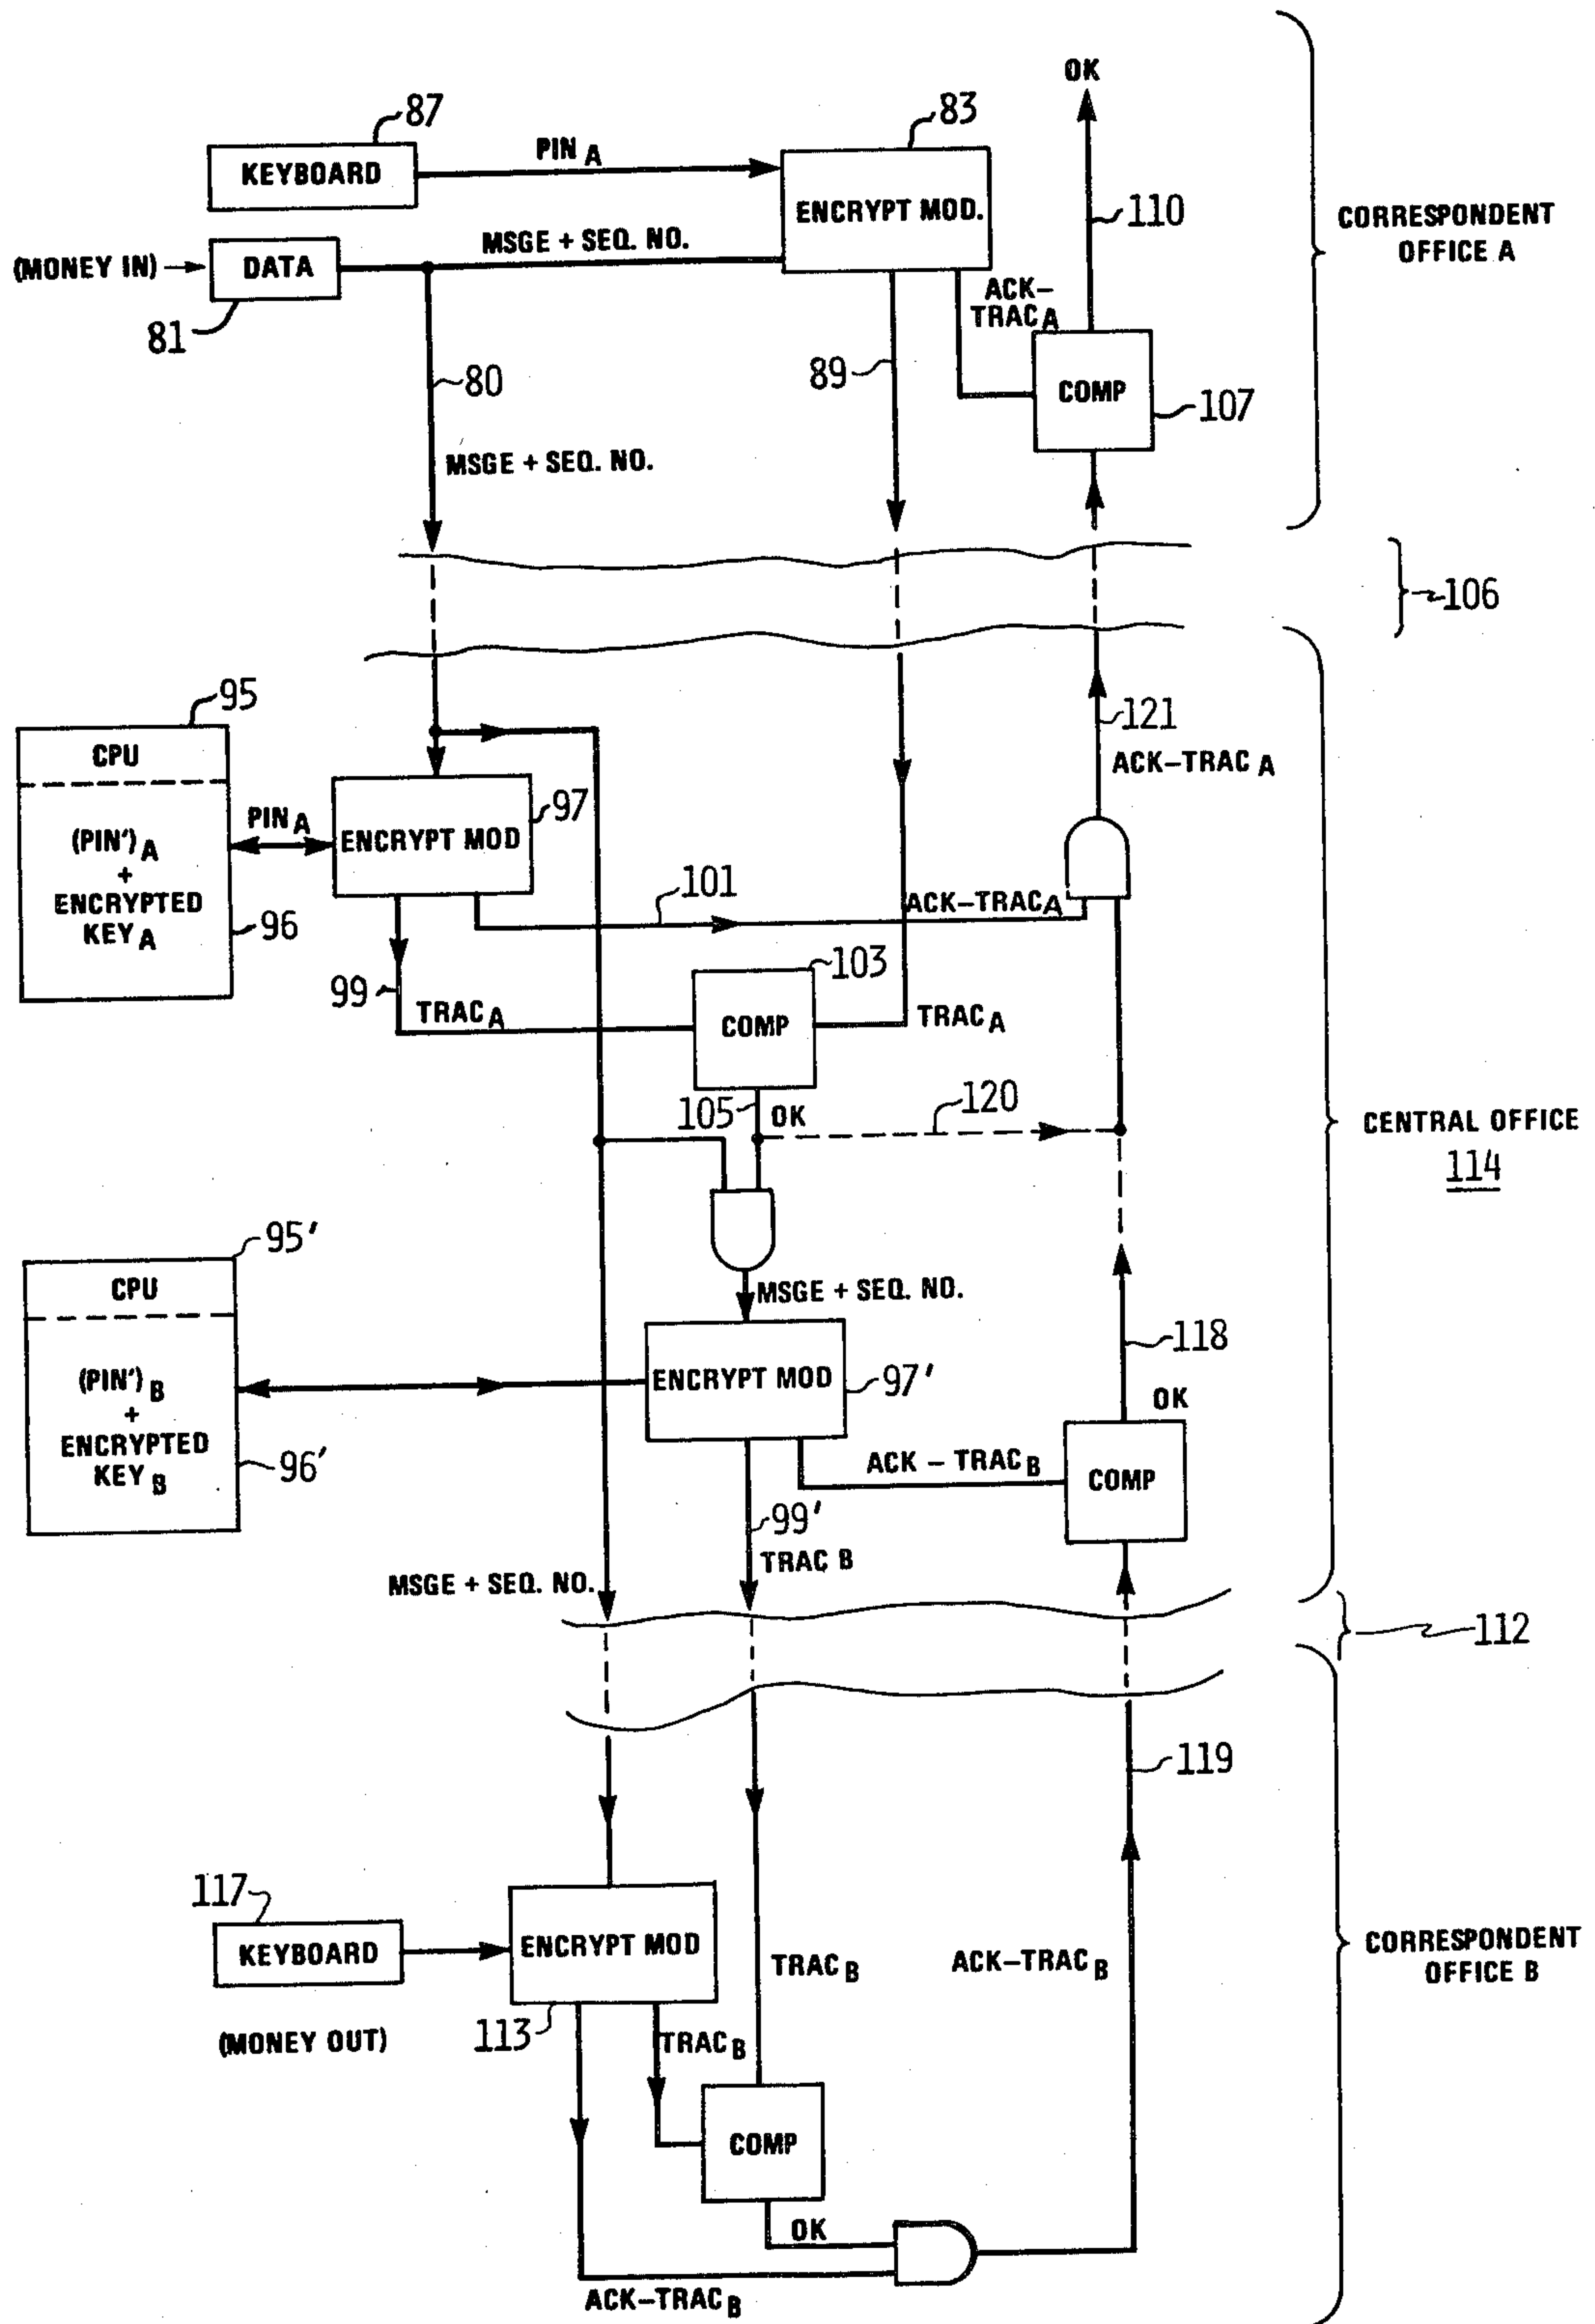 OK
87
83
KEYBOARD
PIN A
ENCRYPT MOD.
110
CORRESPONDENT
OFFICE A
(MONEY IN)
DATA
MSGE + SEQ. NO.
81
ACK-
TRAC A
80
89
COMP
107
MSGE + SEQ. NO.
106
95
CPU
121
ACK-TRAC A
97
PIN A
(PIN') A
+
ENCRYPTED
KEY A
ENCRYPT MOD
96
101
ACK-TRAC A
103
99
TRAC A
COMP
TRAC A
105
OK
120
CENTRAL OFFICE
114
95'
CPU
MSGE + SEQ. NO.
118
(PIN') B
+
ENCRYPTED
KEY B
ENCRYPT MOD
97'
OK
96'
ACK - TRAC B
COMP
99'
TRAC B
MSGE + SEQ. NO.
112
119
117
KEYBOARD
ENCRYPT MOD
TRAC B
ACK-TRAC B
CORRESPONDENT
OFFICE B
(MONEY OUT)
113
TRAC B
COMP
OK
ACK-TRAC B